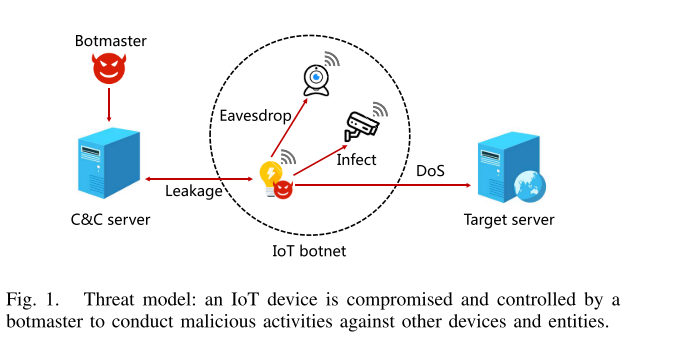 Botmaster
Eavesdrop
Infect
DoS
Leakage
C&C server
Target server
IoT botnet
Fig. 1. Threat model: an IoT device is compromised and controlled by a
botmaster to conduct malicious activities against other devices and entities.